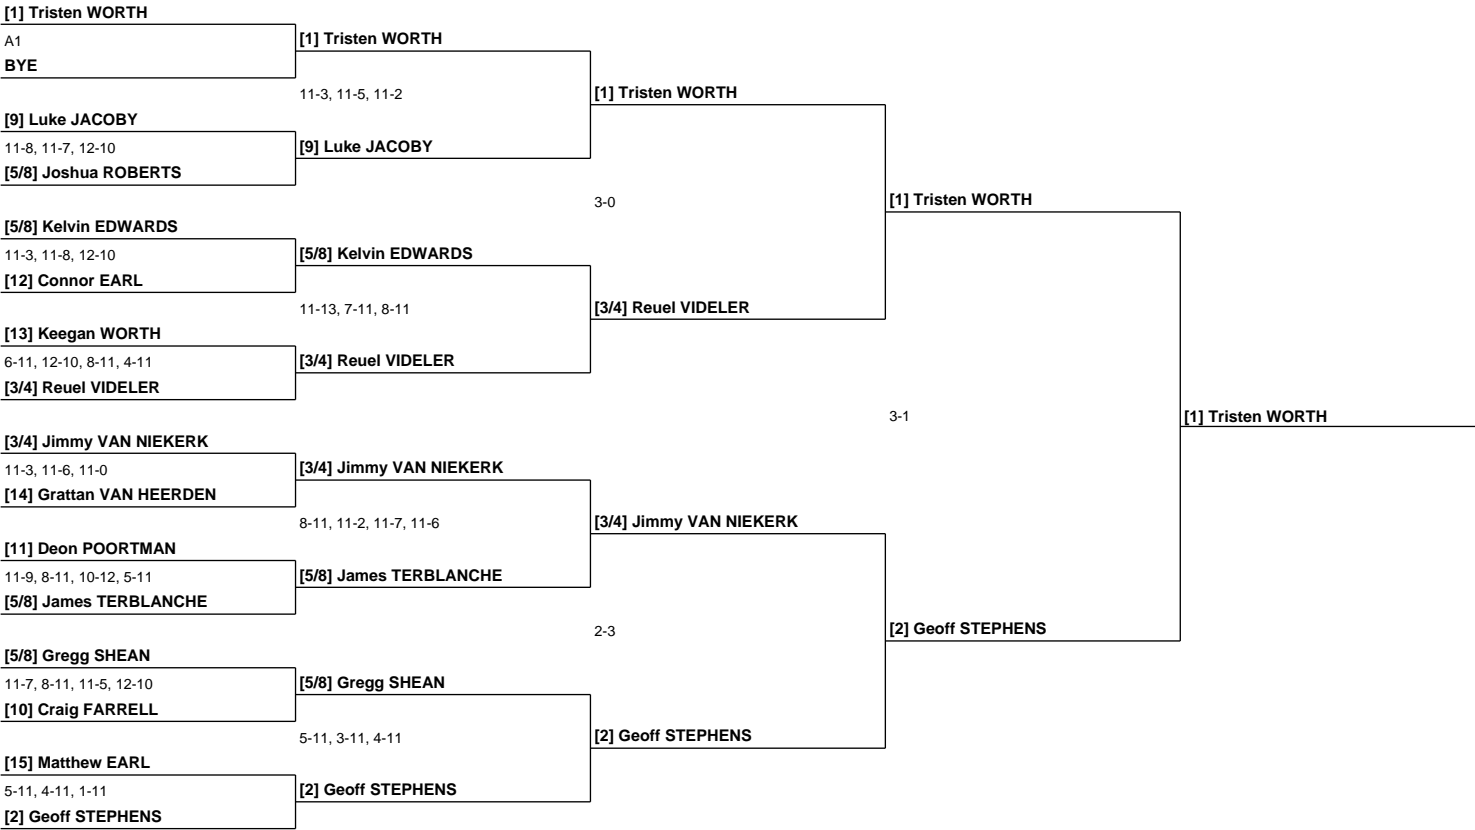 [1] Tristen WORTH
A1
BYE
[9] Luke JACOBY
11-8, 11-7, 12-10
[5/8] Joshua ROBERTS
[5/8] Kelvin EDWARDS
11-3, 11-8, 12-10
[12] Connor EARL
[13] Keegan WORTH
6-11, 12-10, 8-11, 4-11
[3/4] Reuel VIDELER
[3/4] Jimmy VAN NIEKERK
11-3, 11-6, 11-0
[14] Grattan VAN HEERDEN
[11] Deon POORTMAN
11-9, 8-11, 10-12, 5-11
[5/8] James TERBLANCHE
[5/8] Gregg SHEAN
11-7, 8-11, 11-5, 12-10
[10] Craig FARRELL
[15] Matthew EARL
5-11, 4-11, 1-11
[2] Geoff STEPHENS
[1] Tristen WORTH
11-3, 11-5, 11-2
[9] Luke JACOBY
[5/8] Kelvin EDWARDS
11-13, 7-11, 8-11
[3/4] Reuel VIDELER
[3/4] Jimmy VAN NIEKERK
8-11, 11-2, 11-7, 11-6
[5/8] James TERBLANCHE
[5/8] Gregg SHEAN
5-11, 3-11, 4-11
[2] Geoff STEPHENS
[1] Tristen WORTH
3-0
[3/4] Reuel VIDELER
[3/4] Jimmy VAN NIEKERK
2-3
[2] Geoff STEPHENS
[1] Tristen WORTH
3-1
[2] Geoff STEPHENS
[1] Tristen WORTH